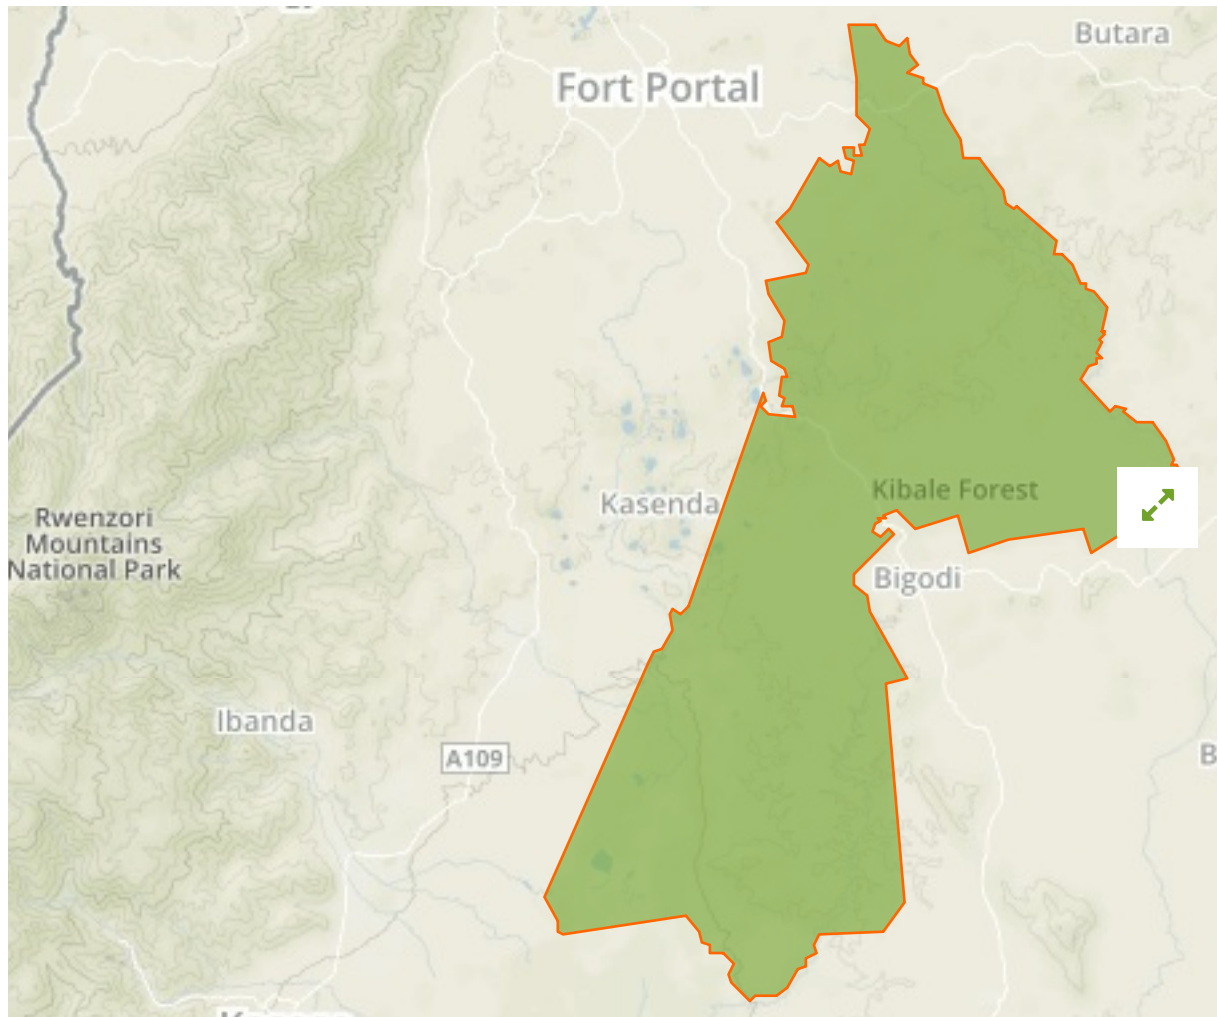 Butara
Fort Portal
Kibale Forest
Kasenda
Rwenzori
Mountains
National Park
Bigodi
Ibanda
A109
B